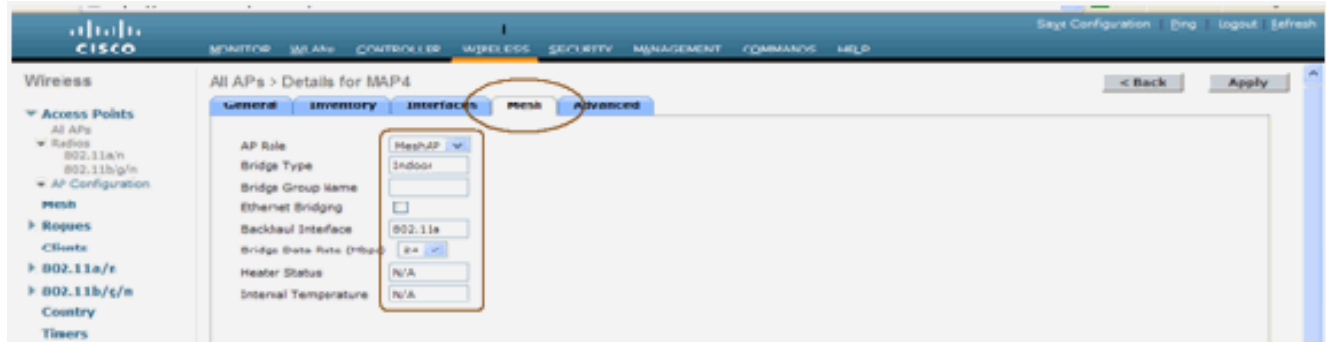 Save Configuration | Ping | Logout | Refresh
CISCO
MONITOR WLANs CONTROLLER WIRELESS SECURITY MANAGEMENT COMMANDS HELP
Wireless
All APs > Details for MAP4
< Back
Apply
General
Inventory
Interfaces
Mesh
Advanced
Access Points
All APs
Radios
802.11a/n
802.11b/g/n
AP Configuration
Mesh
Rogues
Clients
802.11a/n
802.11b/g/n
Country
Timers
AP Role MeshAP
Bridge Type Indoor
Bridge Group Name
Ethernet Bridging
Backhaul Interface 802.11a
Bridge Data Rate (Mbps) 24
Heater Status N/A
Internal Temperature N/A